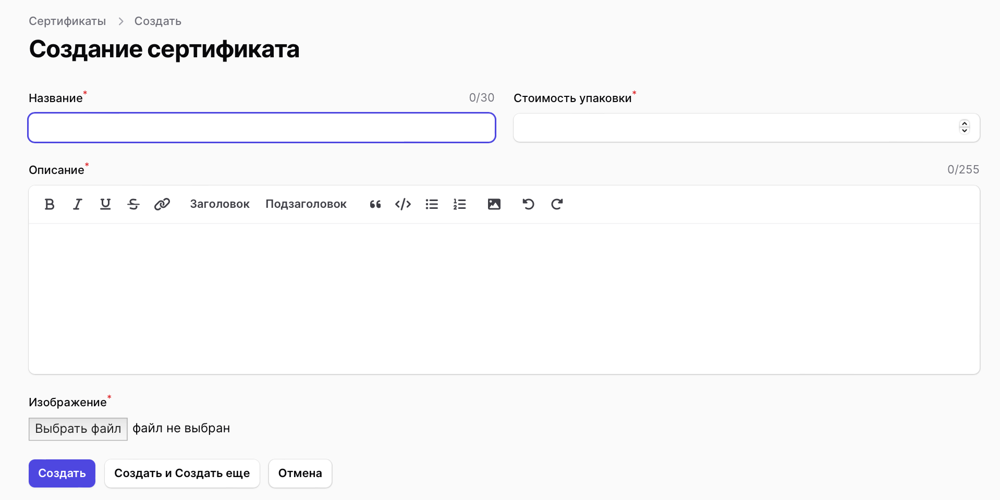 Сертификаты > Создать
Создание сертификата
Название* 0/30 Стоимость упаковки*
Описание* 0/255
Заголовок Подзаголовок
Изображение*
Выбрать файл файл не выбран
Создать Создать и Создать еще Отмена